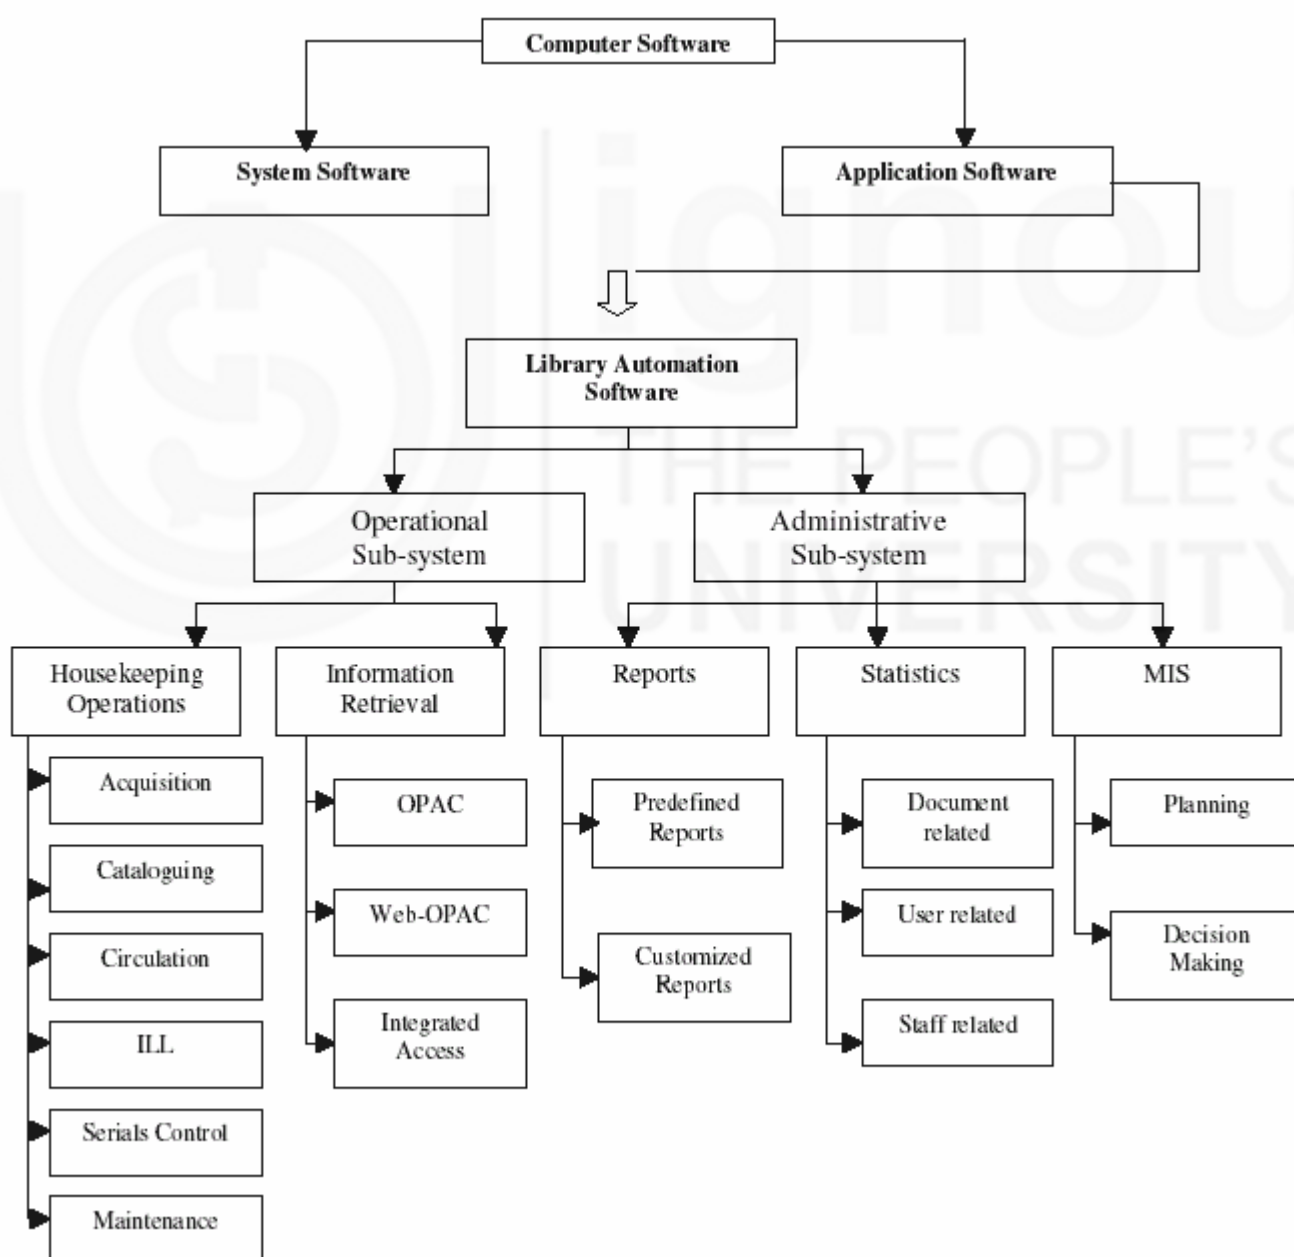 Computer Software
System Software
Application Software
ignou
THE PEOPLE'S
UNIVERSITY
Library Automation
Software
Operational
Sub-system
Administrative
Sub-system
Housekeeping
Operations
Information
Retrieval
Reports
Statistics
MIS
Acquisition
Cataloguing
Circulation
ILL
Serials Control
Maintenance
OPAC
Web-OPAC
Integrated
Access
Predefined
Reports
Customized
Reports
Document
related
User related
Staff related
Planning
Decision
Making